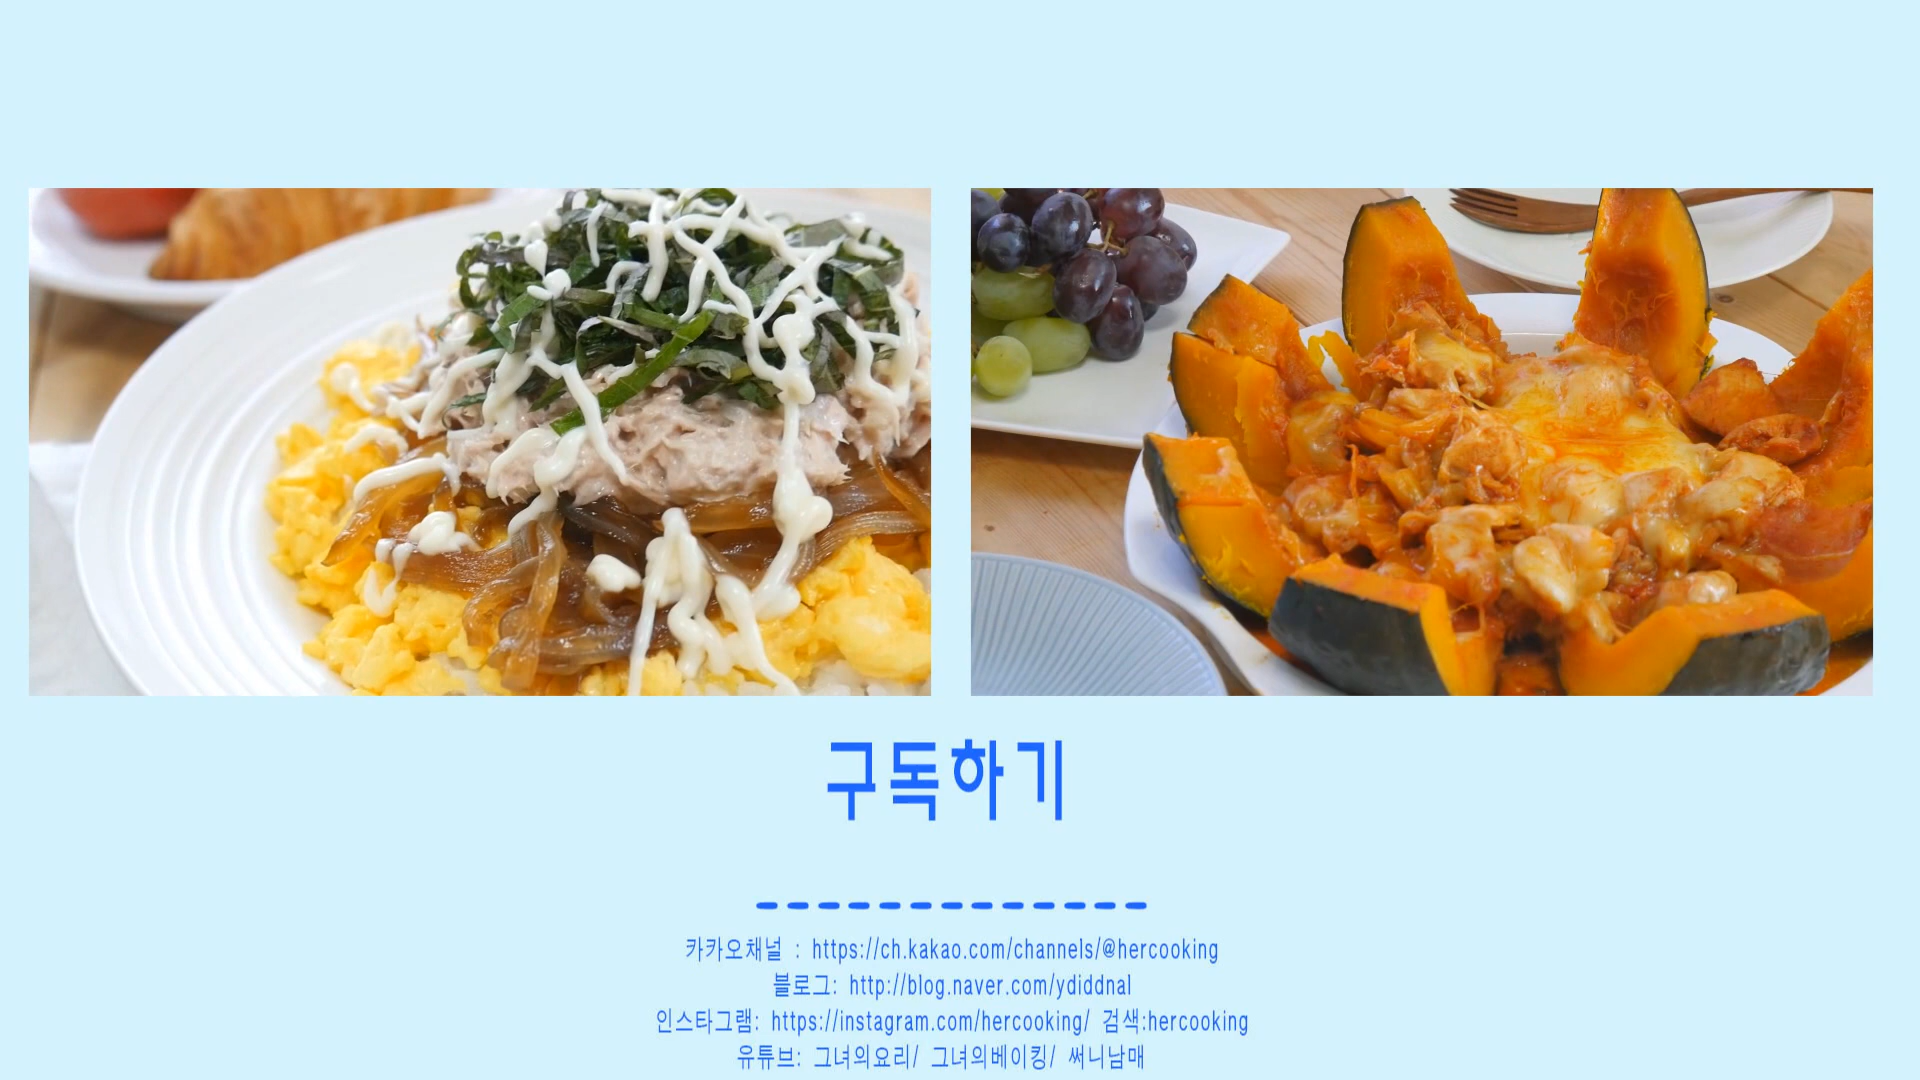 구독하기
카카오채널 : https://ch.kakao.com/channels/@hercooking
블로그: http://blog.naver.com/ydiddnal
인스타그램: https://instagram.com/hercooking/ 검색:hercooking
유튜브: 그녀의요리/ 그녀의베이킹/ 써니남매